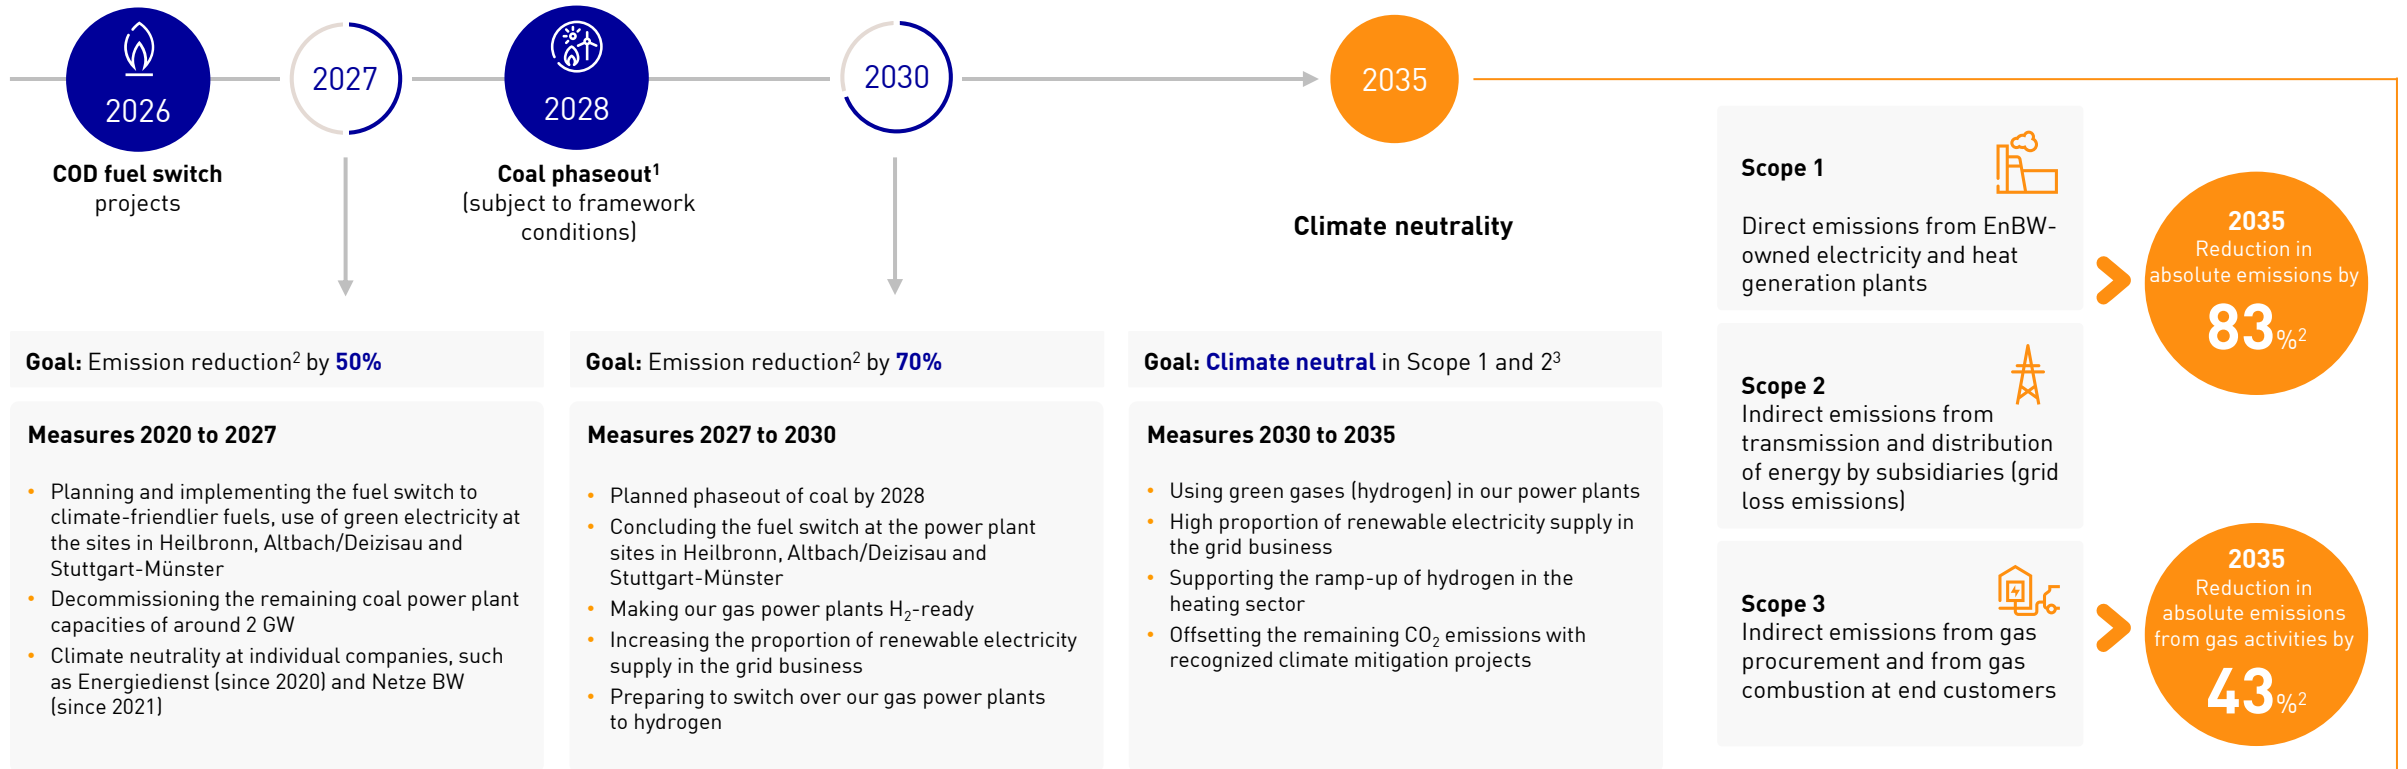 2026
COD fuel switch
projects
2027
2028
Coal phaseout¹
(subject to framework
conditions)
2030
2035
Climate neutrality
Goal: Emission reduction² by 50%
Measures 2020 to 2027
• Planning and implementing the fuel switch to
climate-friendlier fuels, use of green electricity at
the sites in Heilbronn, Altbach/Deizisau and
Stuttgart-Münster
• Decommissioning the remaining coal power plant
capacities of around 2 GW
• Climate neutrality at individual companies, such
as Energiedienst (since 2020) and Netze BW
(since 2021)
Goal: Emission reduction² by 70%
Measures 2027 to 2030
• Planned phaseout of coal by 2028
• Concluding the fuel switch at the power plant
sites in Heilbronn, Altbach/Deizisau and
Stuttgart-Münster
• Making our gas power plants H₂-ready
• Increasing the proportion of renewable electricity
supply in the grid business
• Preparing to switch over our gas power plants
to hydrogen
Goal: Climate neutral in Scope 1 and 2³
Measures 2030 to 2035
• Using green gases (hydrogen) in our power plants
• High proportion of renewable electricity supply in
the grid business
• Supporting the ramp-up of hydrogen in the
heating sector
• Offsetting the remaining CO₂ emissions with
recognized climate mitigation projects
Scope 1
Direct emissions from EnBW-
owned electricity and heat
generation plants
Scope 2
Indirect emissions from
transmission and distribution
of energy by subsidiaries (grid
loss emissions)
2035
Reduction in
absolute emissions by
83%²
Scope 3
Indirect emissions from gas
procurement and from gas
combustion at end customers
2035
Reduction in
absolute emissions
from gas activities by
43%²